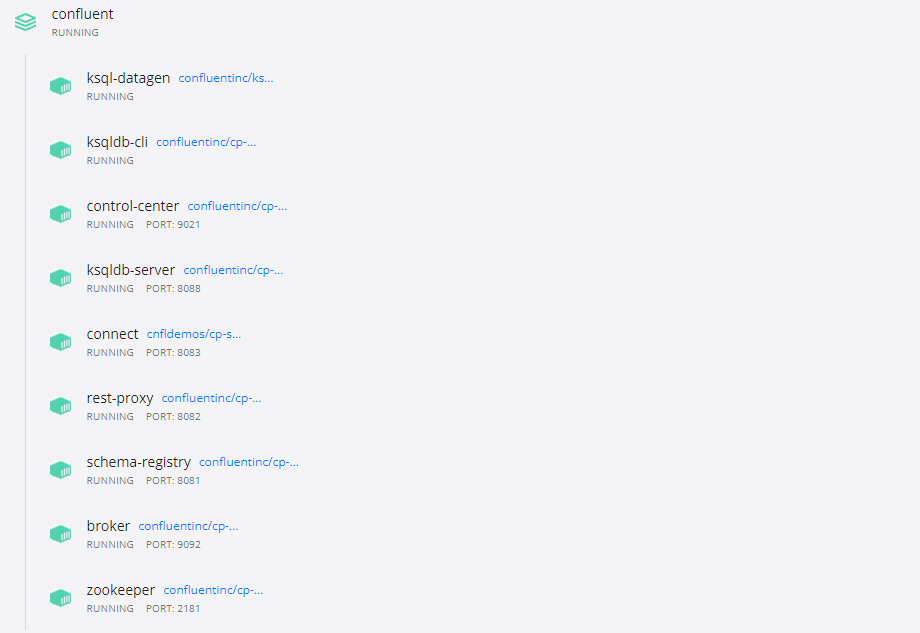 confluent
RUNNING
ksql-datagen confluentinc/ks...
RUNNING
ksqldb-cli confluentinc/cp-...
RUNNING
control-center confluentinc/cp-...
RUNNING PORT: 9021
ksqldb-server confluentinc/cp-...
RUNNING PORT: 8088
connect cnfldemos/cp-s...
RUNNING PORT: 8083
rest-proxy confluentinc/cp-...
RUNNING PORT: 8082
schema-registry confluentinc/cp-...
RUNNING PORT: 8081
broker confluentinc/cp-...
RUNNING PORT: 9092
zookeeper confluentinc/cp-...
RUNNING PORT: 2181